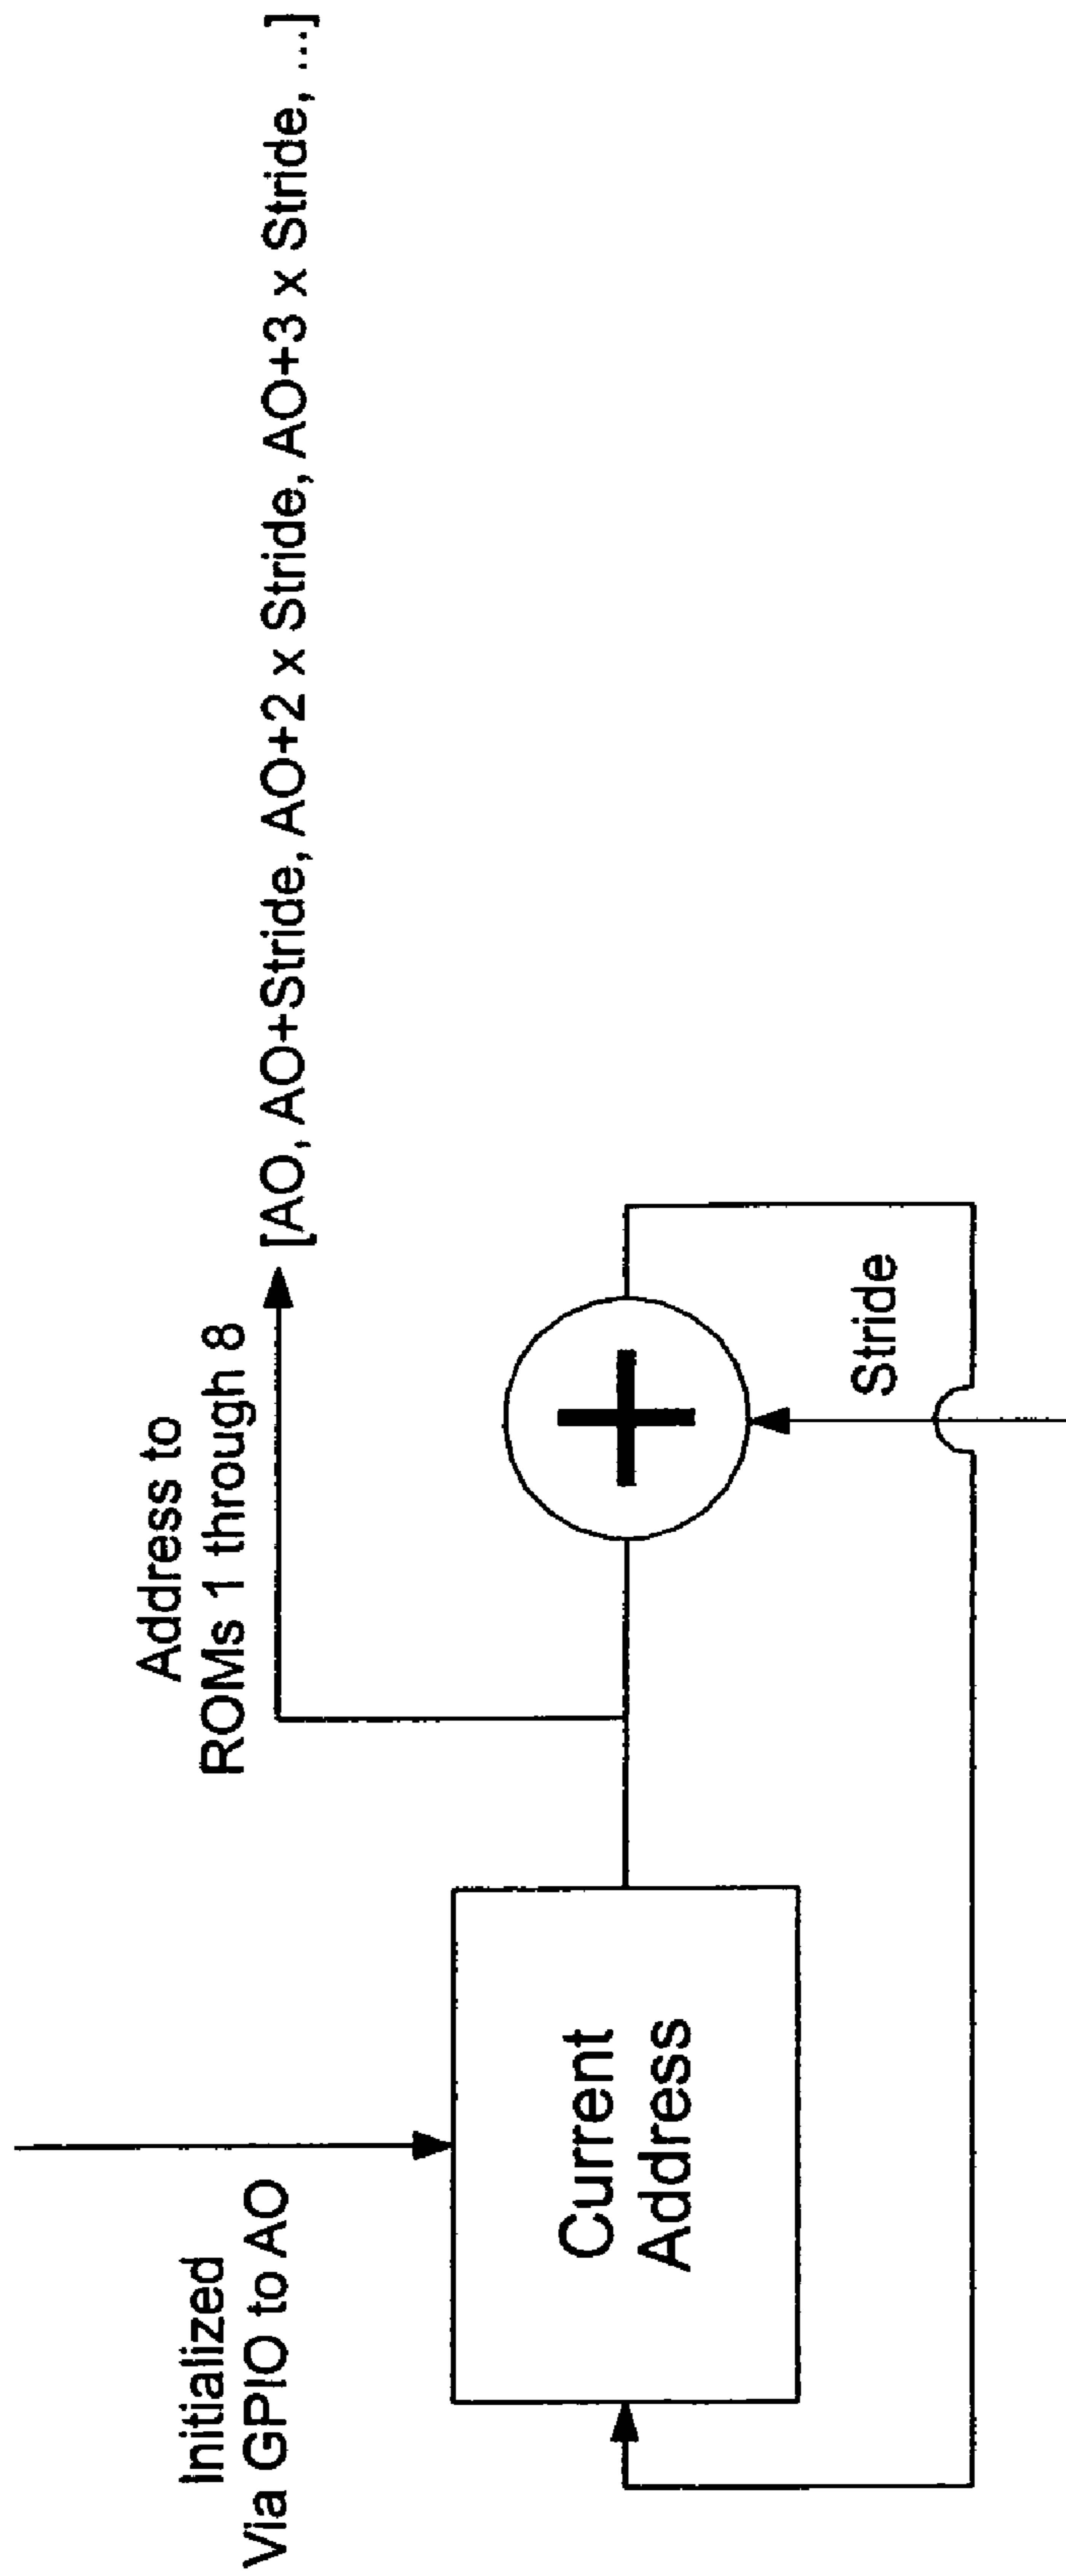 Initialized
Via GPIO to AO
Address to
ROMs 1 through 8
[AO, AO+Stride, AO+2 x Stride, AO+3 x Stride, ...]
Current
Address
+
Stride